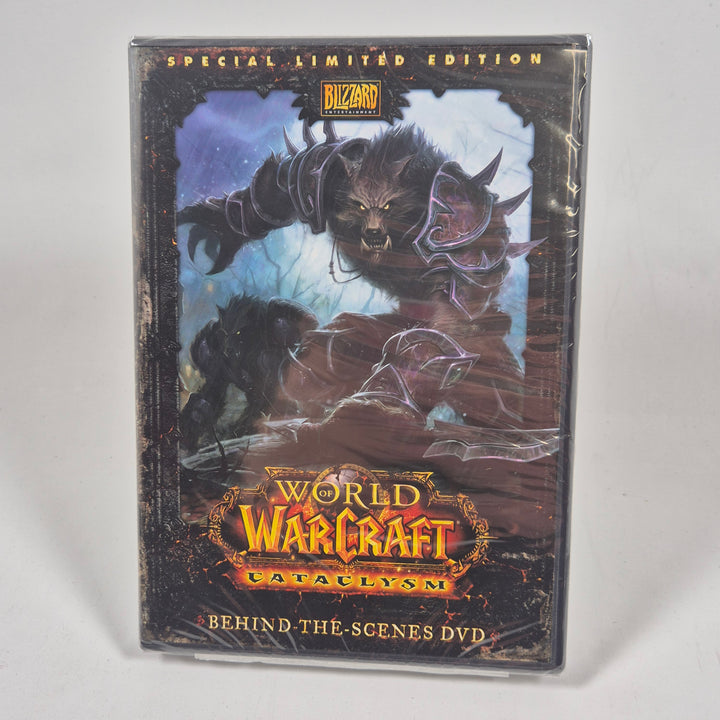 SPECIAL LIMITED EDITION
BLIZZARD
ENTERTAINMENT
WORLD
OF
WARCRAFT
CATACLYSM
BEHIND-THE-SCENES DVD